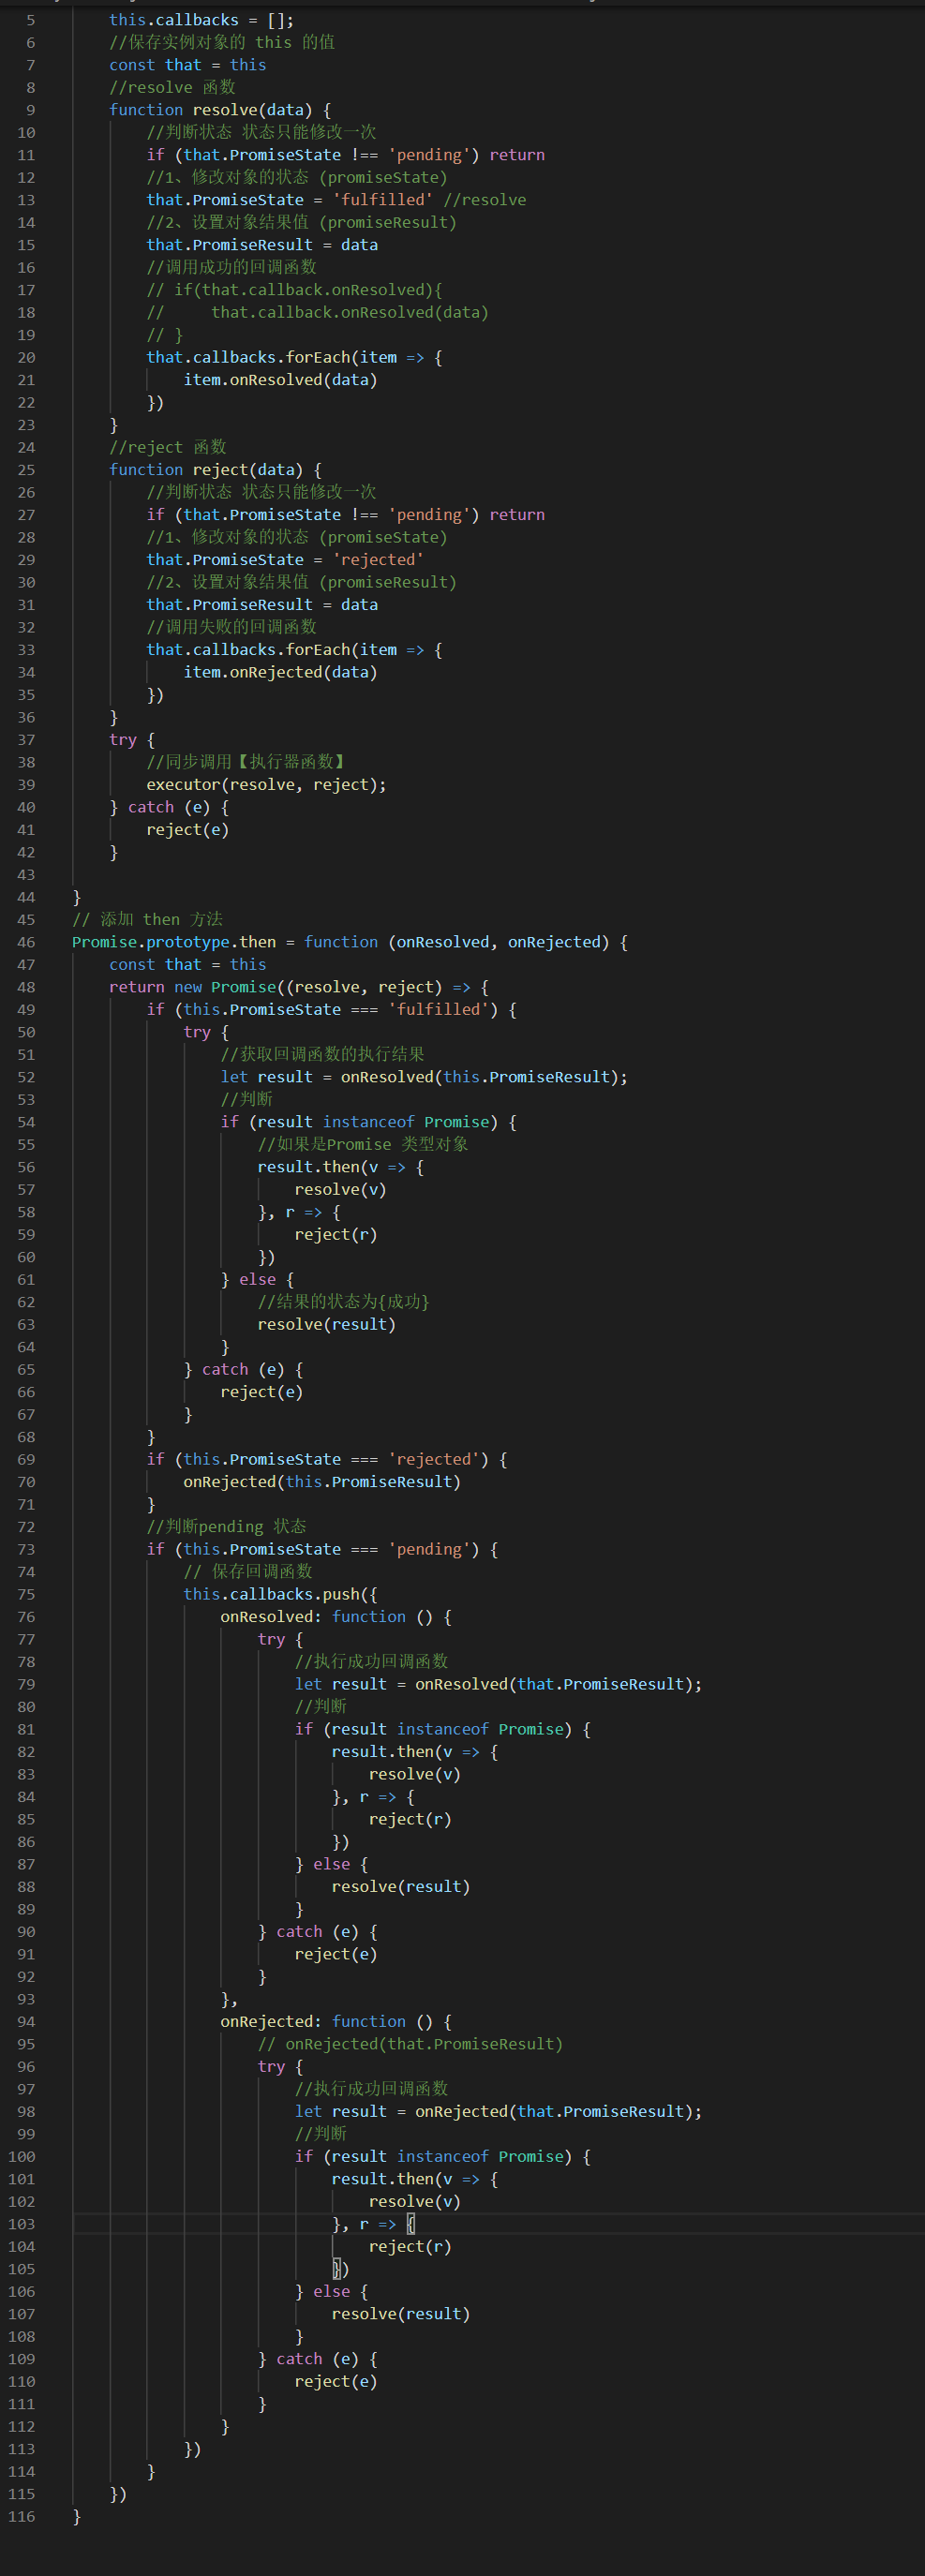 5 this.callbacks = [];
6 //保存实例对象的 this 的值
7 const that = this
8 //resolve 函数
9 function resolve(data) {
10 //判断状态 状态只能修改一次
11 if (that.PromiseState !== 'pending') return
12 //1、修改对象的状态 (promiseState)
13 that.PromiseState = 'fulfilled' //resolve
14 //2、设置对象结果值 (promiseResult)
15 that.PromiseResult = data
16 //调用成功的回调函数
17 // if(that.callback.onResolved){
18 //     that.callback.onResolved(data)
19 // }
20 that.callbacks.forEach(item => {
21 item.onResolved(data)
22 })
23 }
24 //reject 函数
25 function reject(data) {
26 //判断状态 状态只能修改一次
27 if (that.PromiseState !== 'pending') return
28 //1、修改对象的状态 (promiseState)
29 that.PromiseState = 'rejected'
30 //2、设置对象结果值 (promiseResult)
31 that.PromiseResult = data
32 //调用失败的回调函数
33 that.callbacks.forEach(item => {
34 item.onRejected(data)
35 })
36 }
37 try {
38 //同步调用【执行器函数】
39 executor(resolve, reject);
40 } catch (e) {
41 reject(e)
42 }
43
44 }
45 // 添加 then 方法
46 Promise.prototype.then = function (onResolved, onRejected) {
47 const that = this
48 return new Promise((resolve, reject) => {
49 if (this.PromiseState === 'fulfilled') {
50 try {
51 //获取回调函数的执行结果
52 let result = onResolved(this.PromiseResult);
53 //判断
54 if (result instanceof Promise) {
55 //如果是Promise 类型对象
56 result.then(v => {
57 resolve(v)
58 }, r => {
59 reject(r)
60 })
61 } else {
62 //结果的状态为{成功}
63 resolve(result)
64 }
65 } catch (e) {
66 reject(e)
67 }
68 }
69 if (this.PromiseState === 'rejected') {
70 onRejected(this.PromiseResult)
71 }
72 //判断pending 状态
73 if (this.PromiseState === 'pending') {
74 // 保存回调函数
75 this.callbacks.push({
76 onResolved: function () {
77 try {
78 //执行成功回调函数
79 let result = onResolved(that.PromiseResult);
80 //判断
81 if (result instanceof Promise) {
82 result.then(v => {
83 resolve(v)
84 }, r => {
85 reject(r)
86 })
87 } else {
88 resolve(result)
89 }
90 } catch (e) {
91 reject(e)
92 }
93 },
94 onRejected: function () {
95 // onRejected(that.PromiseResult)
96 try {
97 //执行成功回调函数
98 let result = onRejected(that.PromiseResult);
99 //判断
100 if (result instanceof Promise) {
101 result.then(v => {
102 resolve(v)
103 }, r => {
104 reject(r)
105 })
106 } else {
107 resolve(result)
108 }
109 } catch (e) {
110 reject(e)
111 }
112 }
113 })
114 }
115 })
116 }